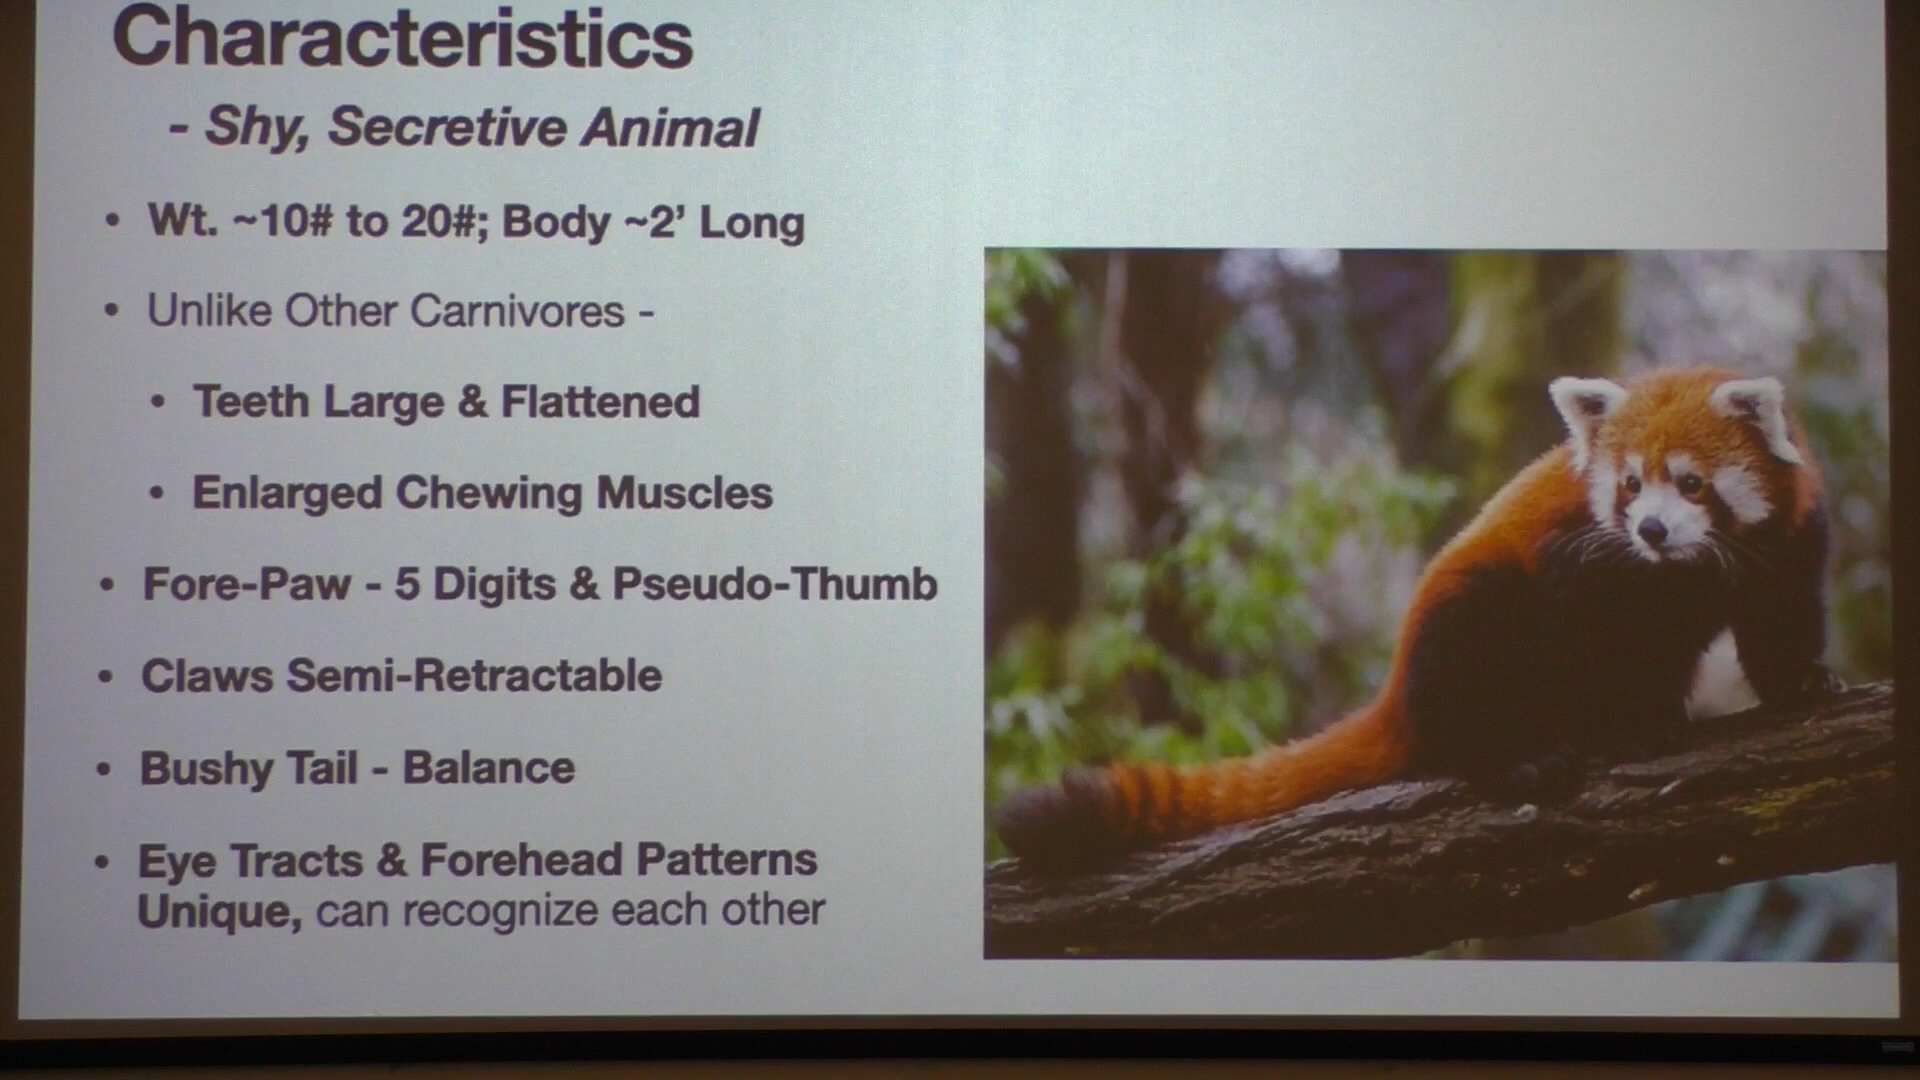 Characteristics
- Shy, Secretive Animal
• Wt. ~10# to 20#; Body ~2’ Long
• Unlike Other Carnivores -
• Teeth Large & Flattened
• Enlarged Chewing Muscles
• Fore-Paw - 5 Digits & Pseudo-Thumb
• Claws Semi-Retractable
• Bushy Tail - Balance
• Eye Tracts & Forehead Patterns
Unique, can recognize each other